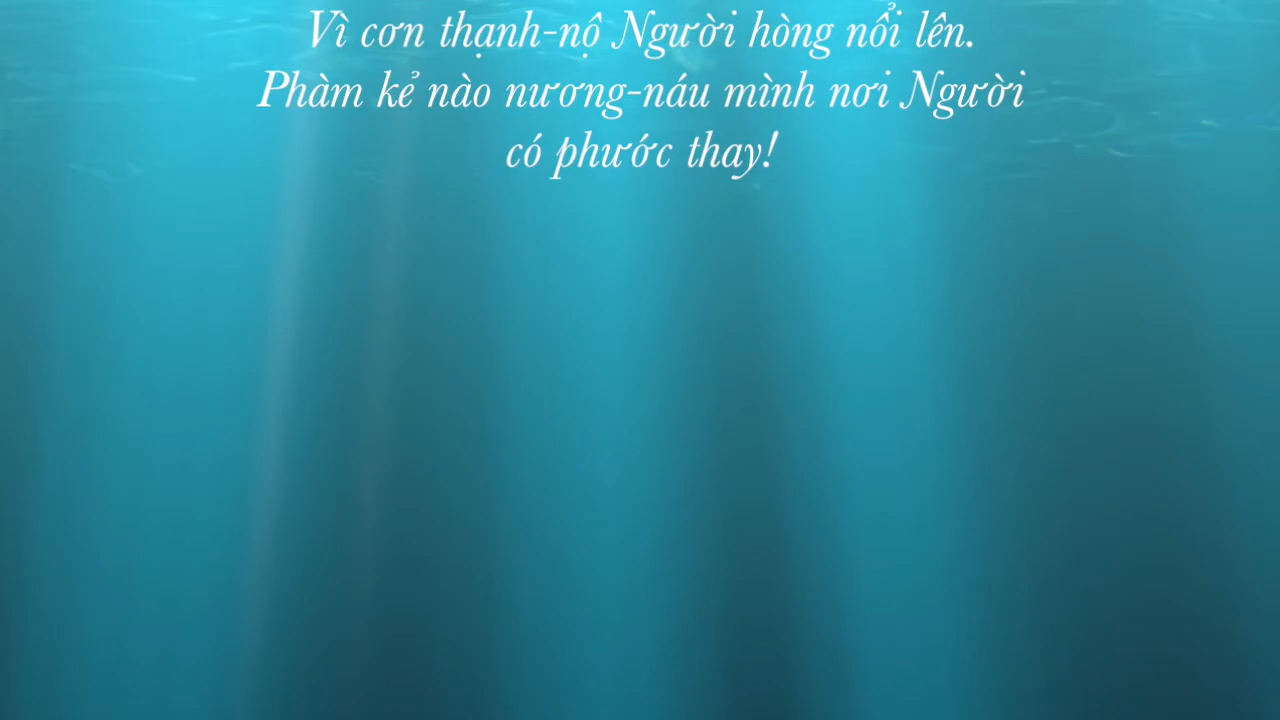 Vì cơn thạnh-nộ Người hòng nổi lên.
Phàm kẻ nào nương-náu mình nơi Người
có phước thay!